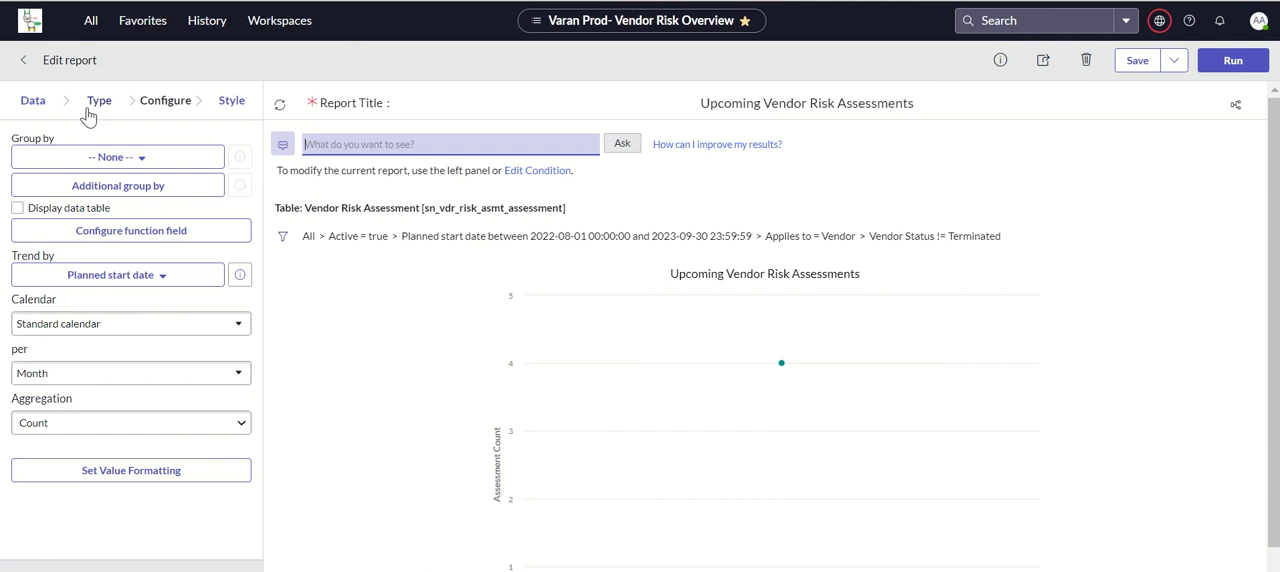 All Favorites History Workspaces Varan Prod- Vendor Risk Overview Search AA
Edit report Save Run
Data Type Configure Style
Report Title : Upcoming Vendor Risk Assessments
Group by
-- None --
Additional group by
Display data table
Configure function field
Trend by
Planned start date
Calendar
Standard calendar
per
Month
Aggregation
Count
Set Value Formatting
What do you want to see? Ask How can I improve my results?
To modify the current report, use the left panel or Edit Condition.
Table: Vendor Risk Assessment [sn_vdr_risk_asmt_assessment]
All > Active = true > Planned start date between 2022-08-01 00:00:00 and 2023-09-30 23:59:59 > Applies to = Vendor > Vendor Status != Terminated
Upcoming Vendor Risk Assessments
5
4
3
2
1
Assessment Count